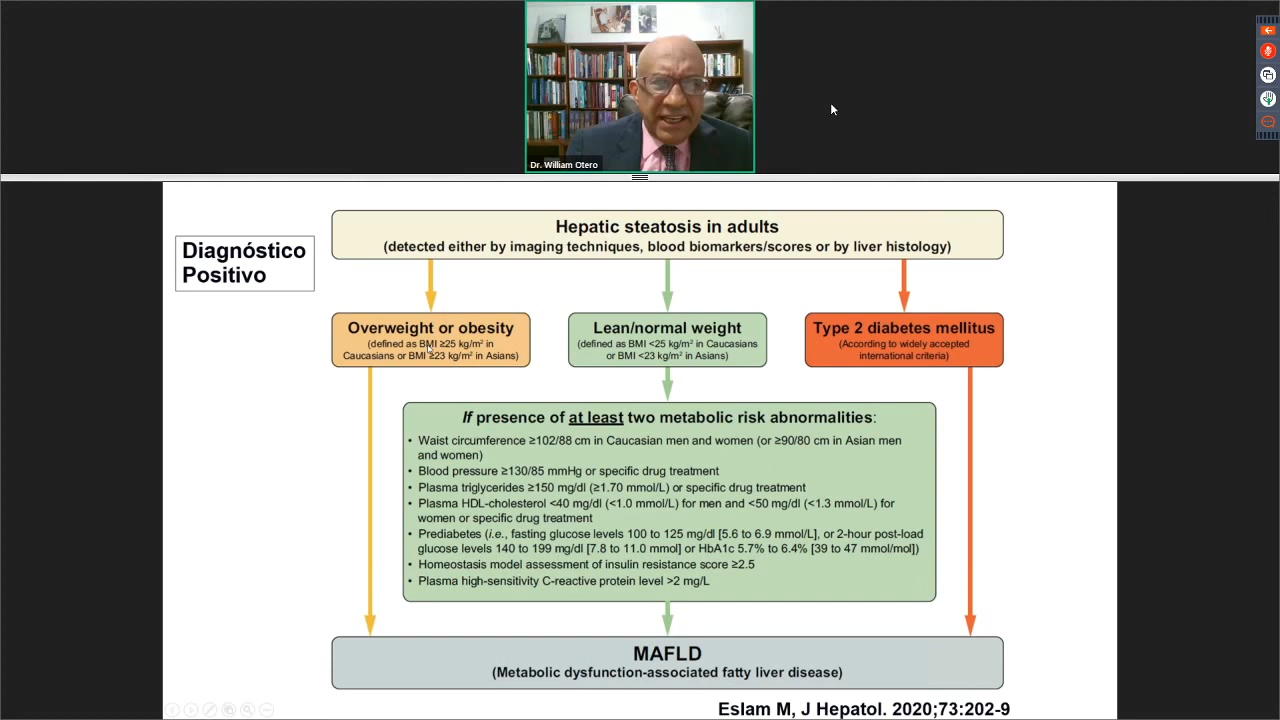 Dr. William Otero
Diagnóstico
Positivo
Hepatic steatosis in adults
(detected either by imaging techniques, blood biomarkers/scores or by liver histology)
Overweight or obesity
(defined as BMI ≥25 kg/m² in
Caucasians or BMI ≥23 kg/m² in Asians)
Lean/normal weight
(defined as BMI <25 kg/m² in Caucasians
or BMI <23 kg/m² in Asians)
Type 2 diabetes mellitus
(According to widely accepted
international criteria)
If presence of at least two metabolic risk abnormalities:
• Waist circumference ≥102/88 cm in Caucasian men and women (or ≥90/80 cm in Asian men
and women)
• Blood pressure ≥130/85 mmHg or specific drug treatment
• Plasma triglycerides ≥150 mg/dl (≥1.70 mmol/L) or specific drug treatment
• Plasma HDL-cholesterol <40 mg/dl (<1.0 mmol/L) for men and <50 mg/dl (<1.3 mmol/L) for
women or specific drug treatment
• Prediabetes (i.e., fasting glucose levels 100 to 125 mg/dl [5.6 to 6.9 mmol/L], or 2-hour post-load
glucose levels 140 to 199 mg/dl [7.8 to 11.0 mmol] or HbA1c 5.7% to 6.4% [39 to 47 mmol/mol])
• Homeostasis model assessment of insulin resistance score ≥2.5
• Plasma high-sensitivity C-reactive protein level >2 mg/L
MAFLD
(Metabolic dysfunction-associated fatty liver disease)
Eslam M, J Hepatol. 2020;73:202-9